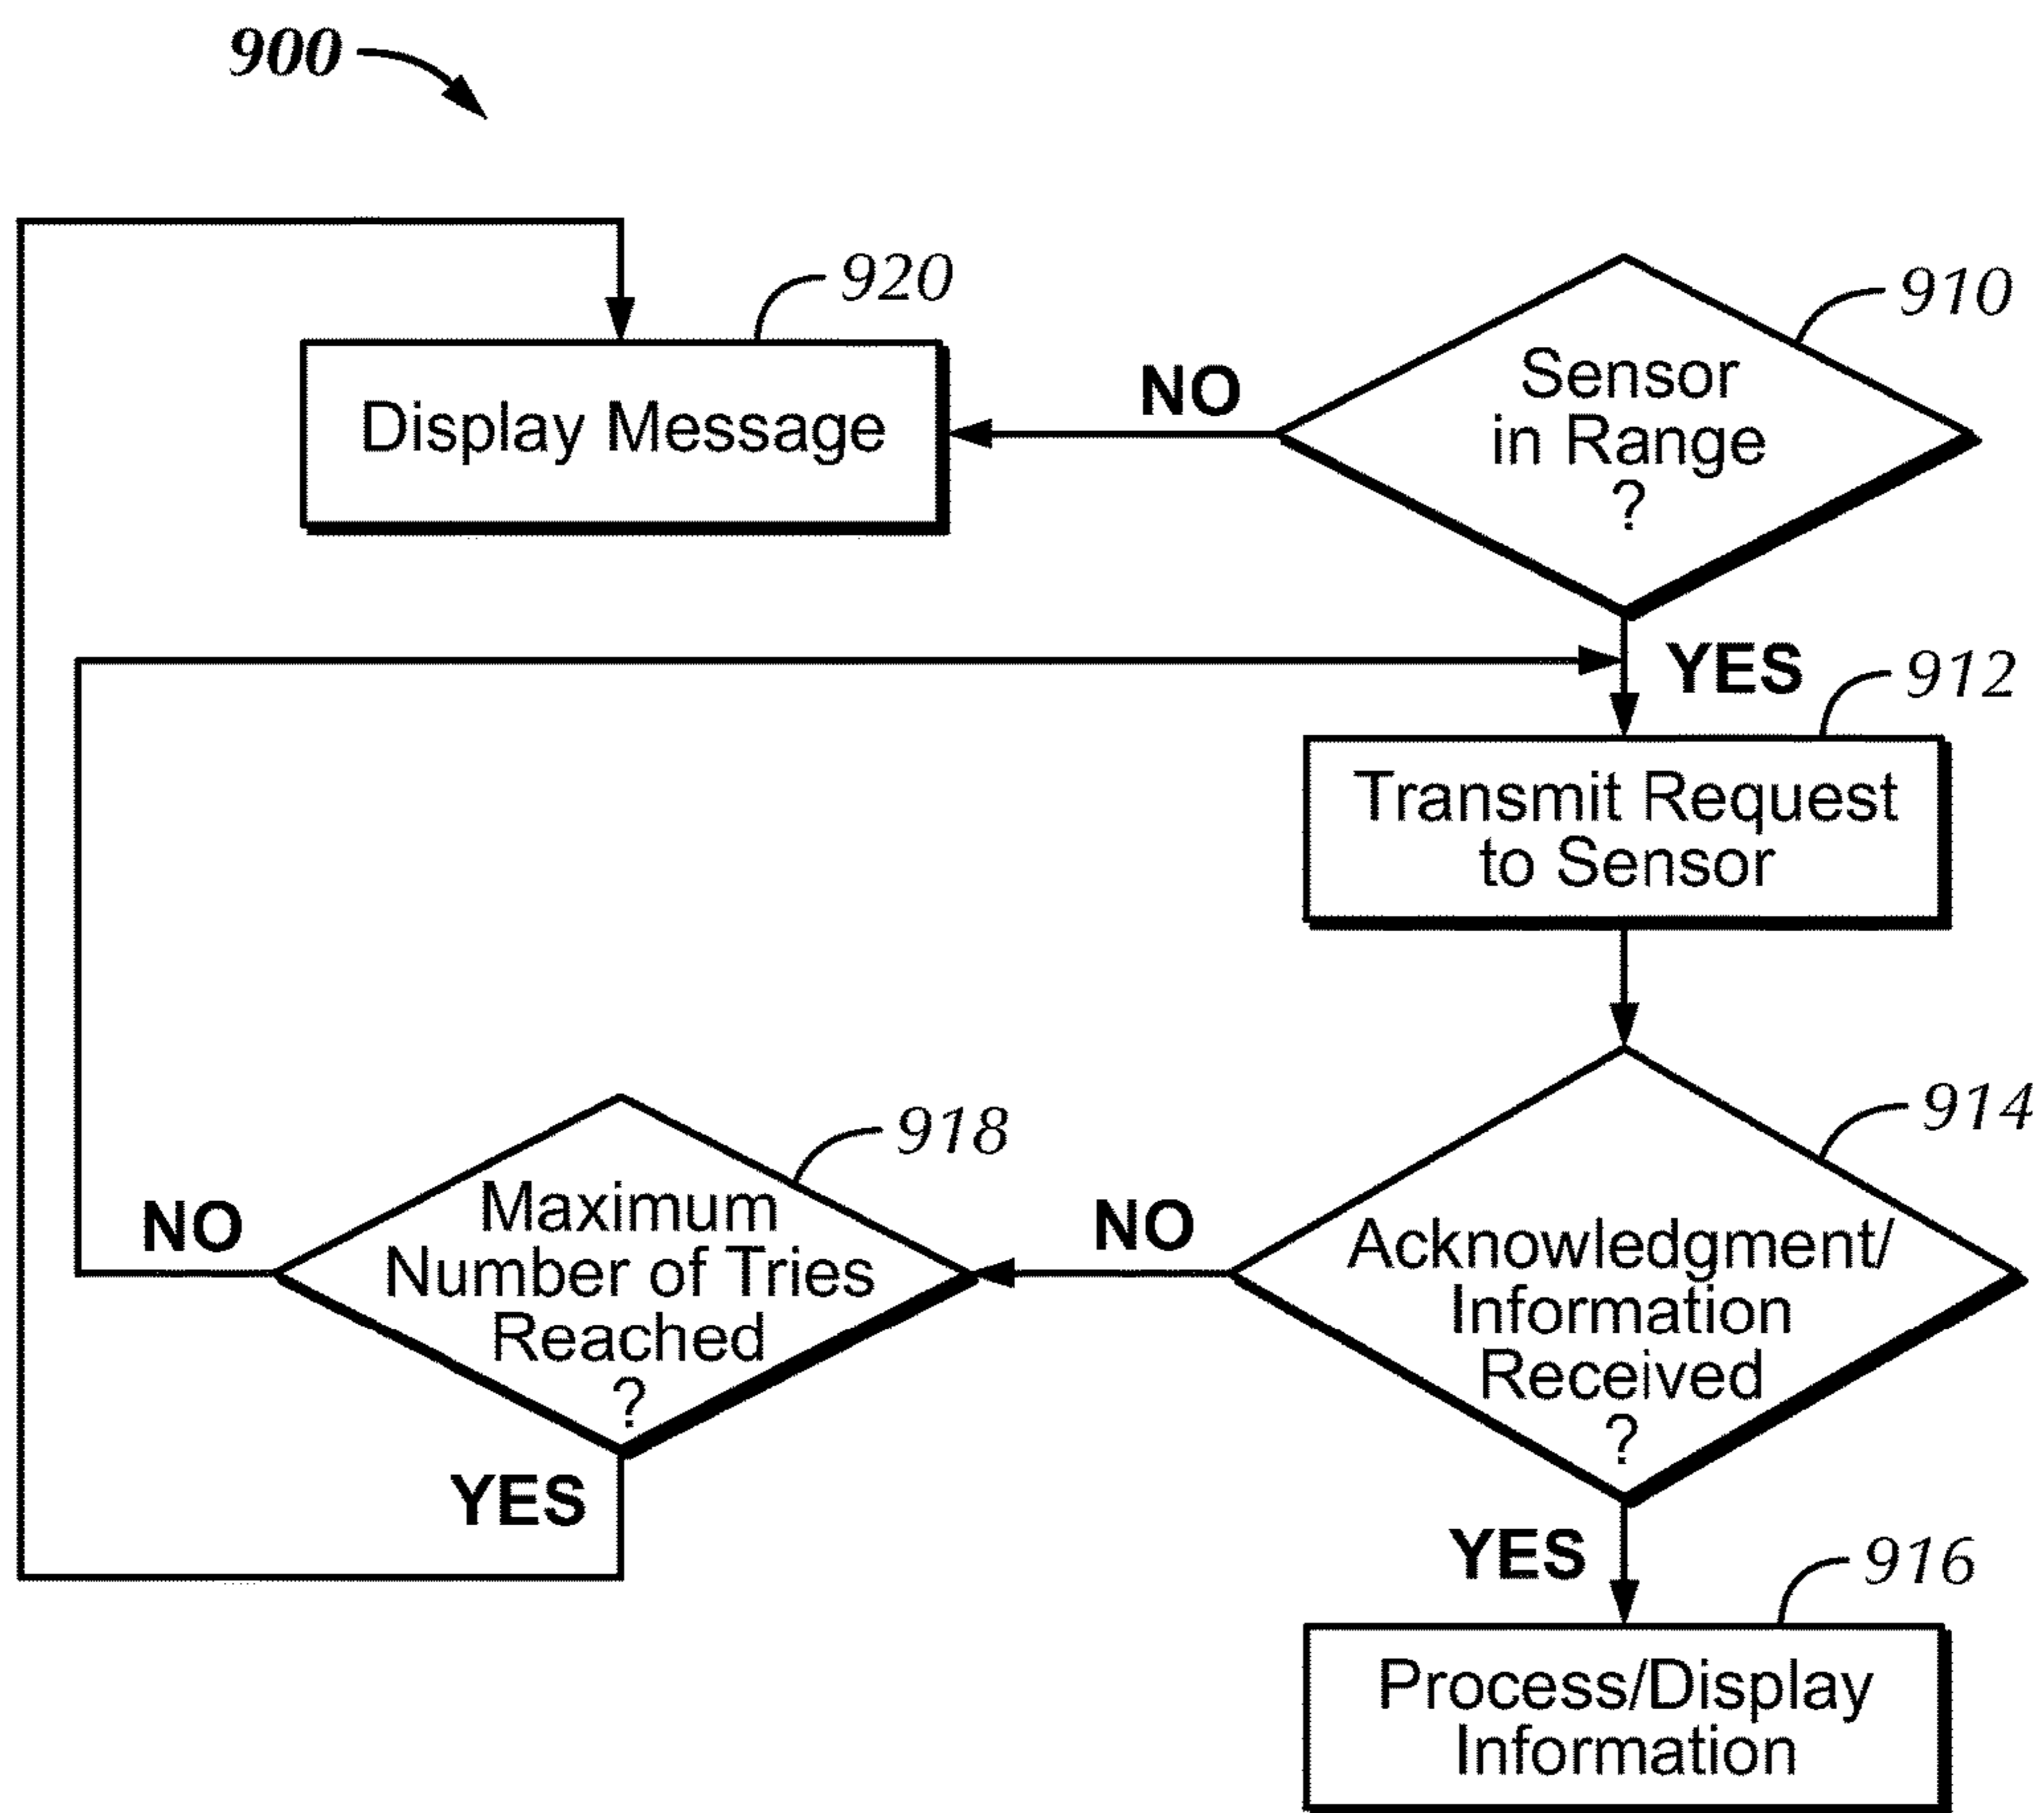 900
920
Display Message
NO
910
Sensor
in Range
?
YES
912
Transmit Request
to Sensor
914
Acknowledgment/
Information
Received
?
NO
918
Maximum
Number of Tries
Reached
?
NO
YES
YES
916
Process/Display
Information